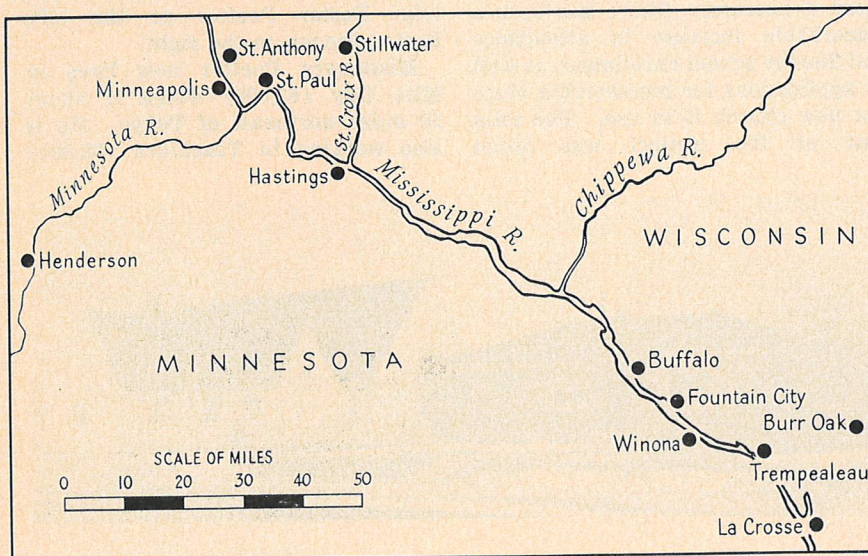 St. Anthony
Stillwater
Minneapolis
St. Paul
St. Croix R.
Minnesota R.
Hastings
Mississippi R.
Chippewa R.
WISCONSIN
Henderson
MINNESOTA
Buffalo
Fountain City
Burr Oak
Winona
Trempealeau
SCALE OF MILES
0 10 20 30 40 50
La Crosse